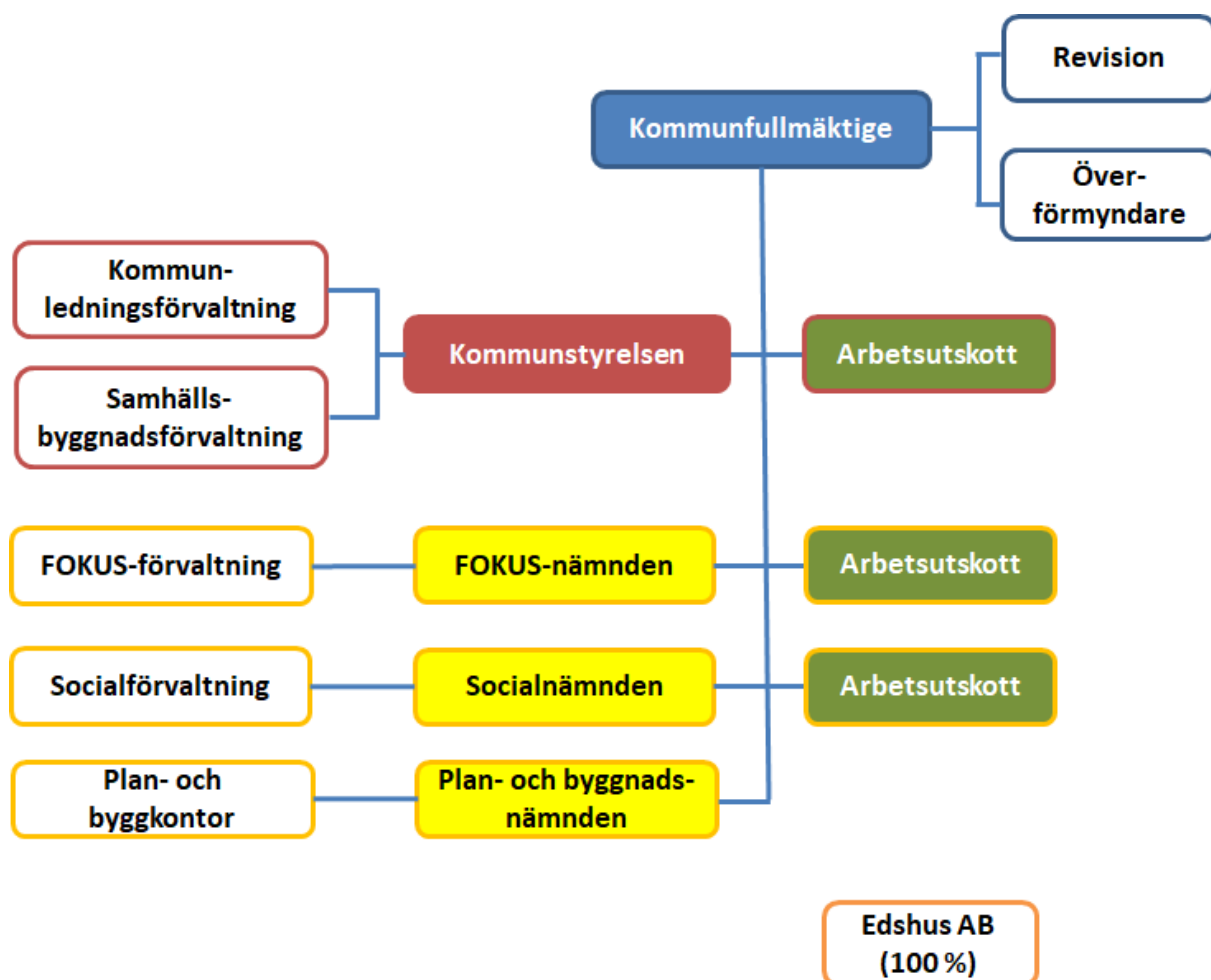 Revision
Kommunfullmäktige
Över-
förmyndare
Kommun-
ledningsförvaltning
Kommunstyrelsen
Arbetsutskott
Samhälls-
byggnadsförvaltning
FOKUS-förvaltning
FOKUS-nämnden
Arbetsutskott
Socialförvaltning
Socialnämnden
Arbetsutskott
Plan- och
byggkontor
Plan- och byggnads-
nämnden
Edshus AB
(100 %)